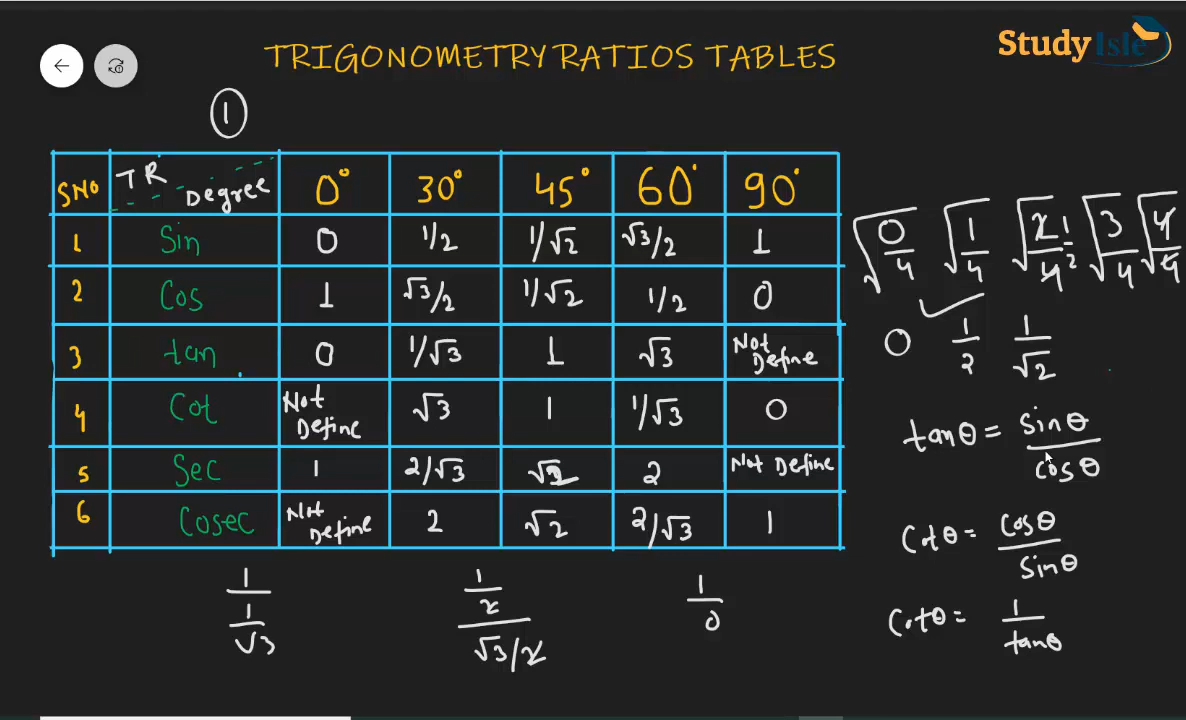 Study Isle
TRIGONOMETRY RATIOS TABLES
①
SNO TR Degree 0° 30° 45° 60° 90°
1 Sin 0 1/2 1/√2 √3/2 1
2 Cos 1 √3/2 1/√2 1/2 0
3 tan 0 1/√3 1 √3 Not Define
4 Cot Not Define √3 1 1/√3 0
5 Sec 1 2/√3 √2 2 Not Define
6 Cosec Not Define 2 √2 2/√3 1
√0/4 √1/4 √2/4 1/2 √3/4 √4/4
0 1/2 1/√2
tanθ = sinθ/cosθ
Cotθ = cosθ/sinθ
Cotθ = 1/tanθ
1/1/√3 1/2/√3/2 1/0